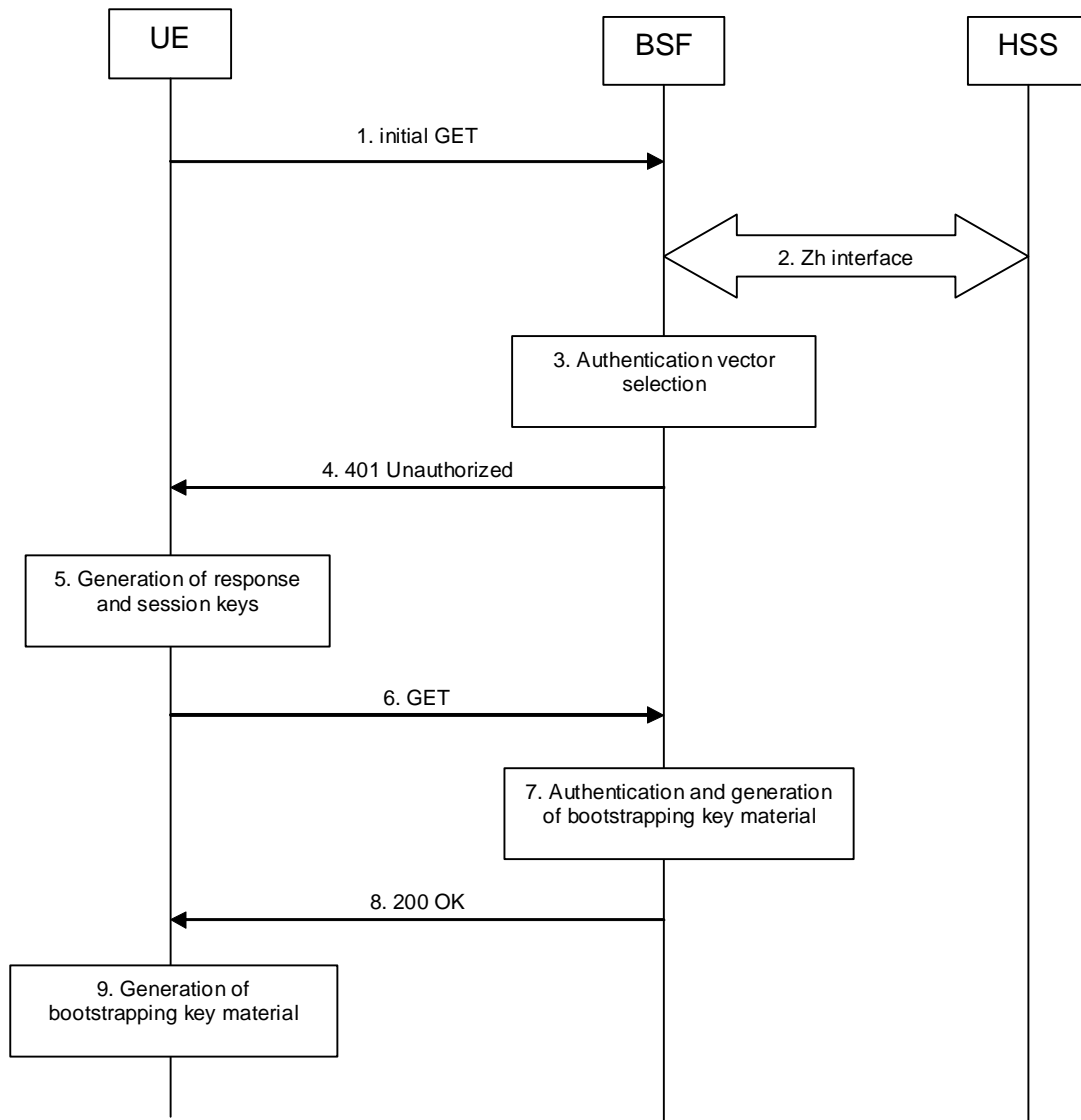 UE
BSF
HSS
1. initial GET
2. Zh interface
3. Authentication vector
selection
4. 401 Unauthorized
5. Generation of response
and session keys
6. GET
7. Authentication and generation
of bootstrapping key material
8. 200 OK
9. Generation of
bootstrapping key material